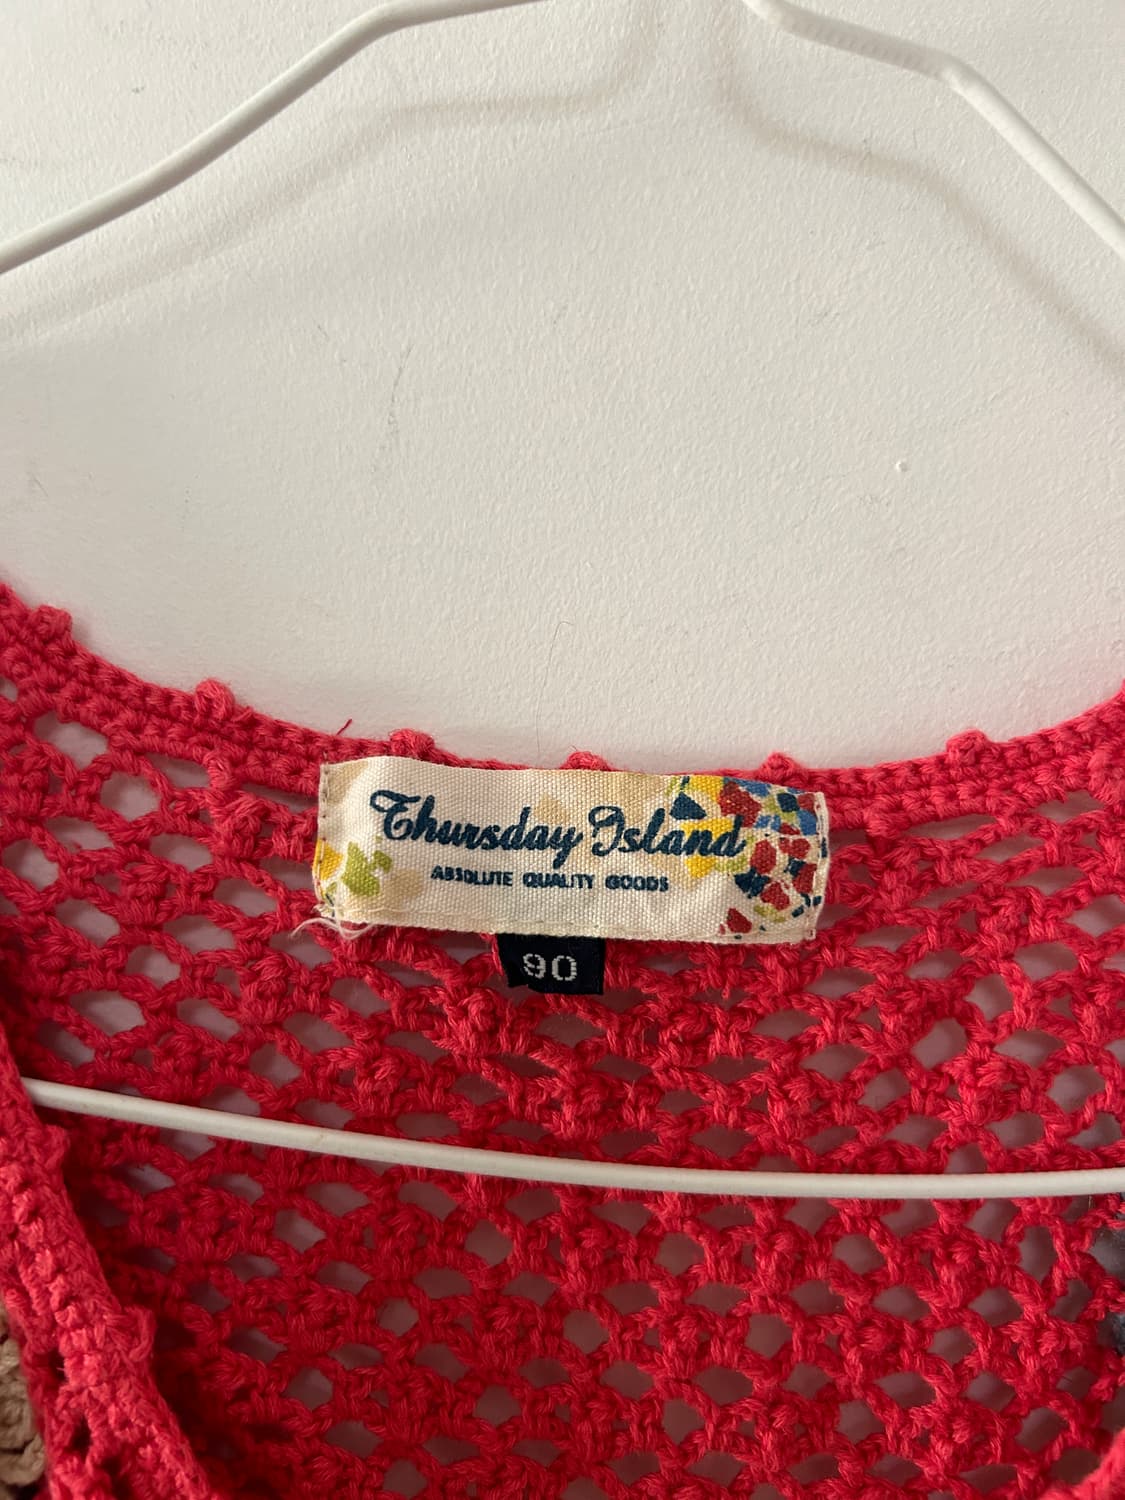 Thursday Island
ABSOLUTE QUALITY GOODS
90